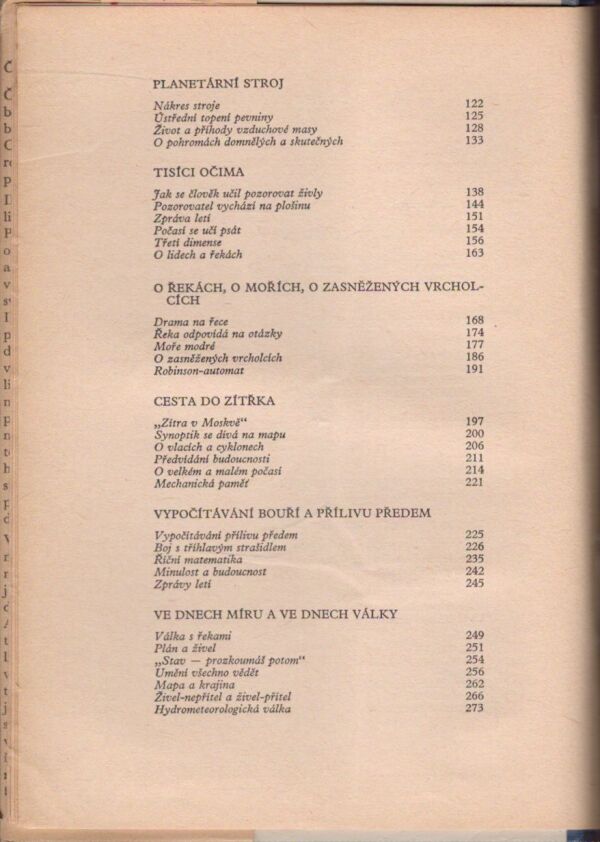 PLANETÁRNÍ STROJ
Nákres stroje 122
Ústřední topení pevniny 125
Život a příhody vzduchové masy 128
O pohromách domnělých a skutečných 133
TISÍCI OČIMA
Jak se člověk učil pozorovat živly 138
Pozorovatel vychází na plošinu 144
Zpráva letí 151
Počasí se učí psát 154
Třetí dimense 156
O lidech a řekách 163
O ŘEKÁCH, O MOŘÍCH, O ZASNĚŽENÝCH VRCHOL-
CÍCH
Drama na řece 168
Řeka odpovídá na otázky 174
Moře modré 177
O zasněžených vrcholcích 186
Robinson-automat 191
CESTA DO ZÍTŘKA
„Zítra v Moskvě“ 197
Synoptik se dívá na mapu 200
O vlacích a cyklonech 206
Předvídání budoucnosti 211
O velkém a malém počasí 214
Mechanická paměť 221
VYPOČÍTÁVÁNÍ BOUŘÍ A PŘÍLIVU PŘEDEM
Vypočítávání přílivu předem 225
Boj s tříhlavým strašidlem 226
Říční matematika 235
Minulost a budoucnost 242
Zprávy letí 245
VE DNECH MÍRU A VE DNECH VÁLKY
Válka s řekami 249
Plán a živel 251
„Stav — prozkoumáš potom“ 254
Umění všechno vědět 256
Mapa a krajina 262
Živel-nepřítel a živel-přítel 266
Hydrometeorologická válka 273